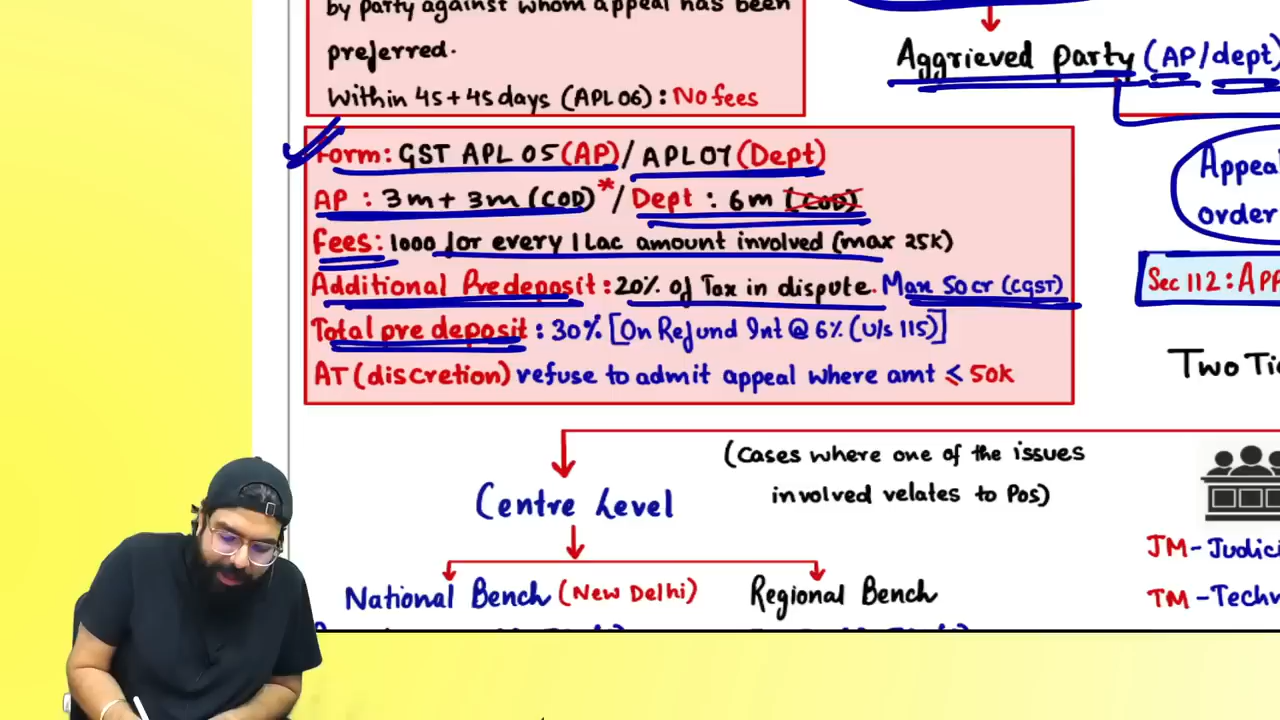 by party against whom appeal has been
preferred.
Within 45+45 days (APL 06) : No fees
Aggrieved party (AP/dept)
Form: GST APL 05 (AP) / APL 07 (Dept)
AP : 3m + 3m (COD)* / Dept : 6m (COD)
Fees: 1000 for every 1 Lac amount involved (max 25K)
Additional Predeposit : 20% of Tax in dispute. Max 50 cr (CGST)
Total pre deposit : 30% [On Refund Int @ 6% (U/s 115)]
AT (discretion) refuse to admit appeal where amt ≤ 50k
Appea
order
Sec 112: APP
Two Tie
(Cases where one of the issues
involved relates to POS)
Centre Level
National Bench (New Delhi)
Regional Bench
JM - Judici
TM - Techn